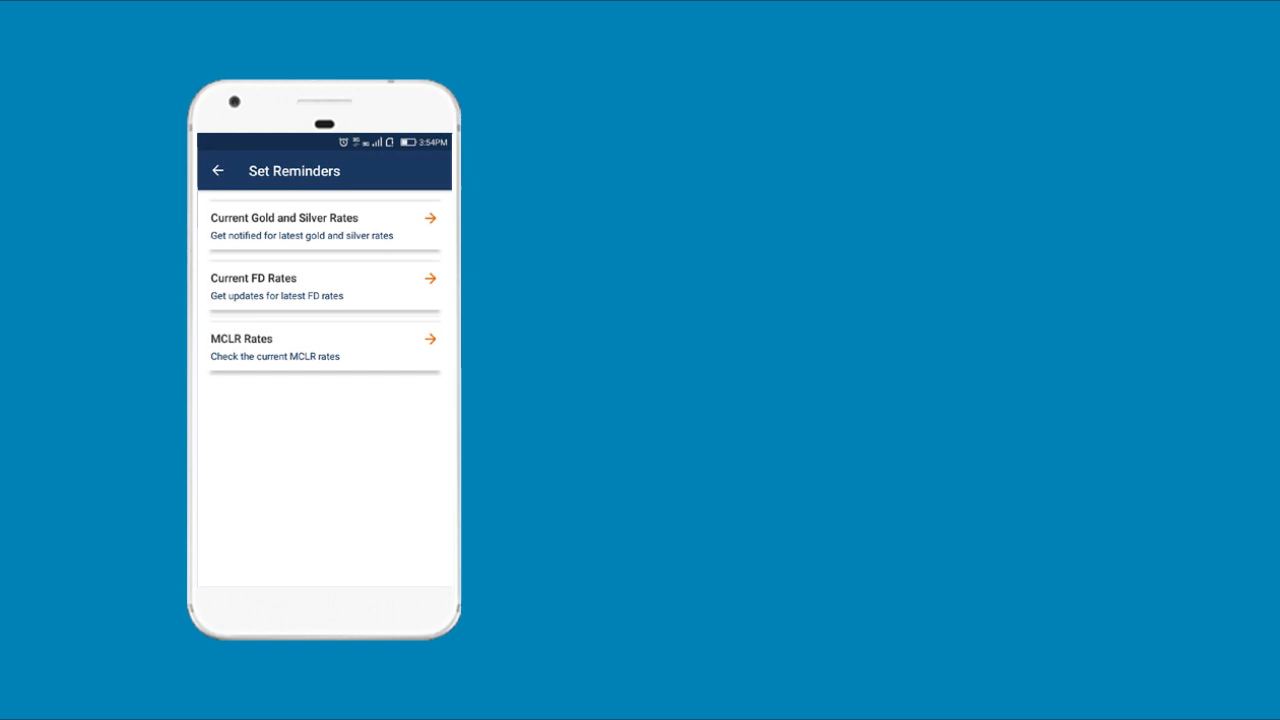 3:54PM
Set Reminders
Current Gold and Silver Rates
Get notified for latest gold and silver rates
Current FD Rates
Get updates for latest FD rates
MCLR Rates
Check the current MCLR rates